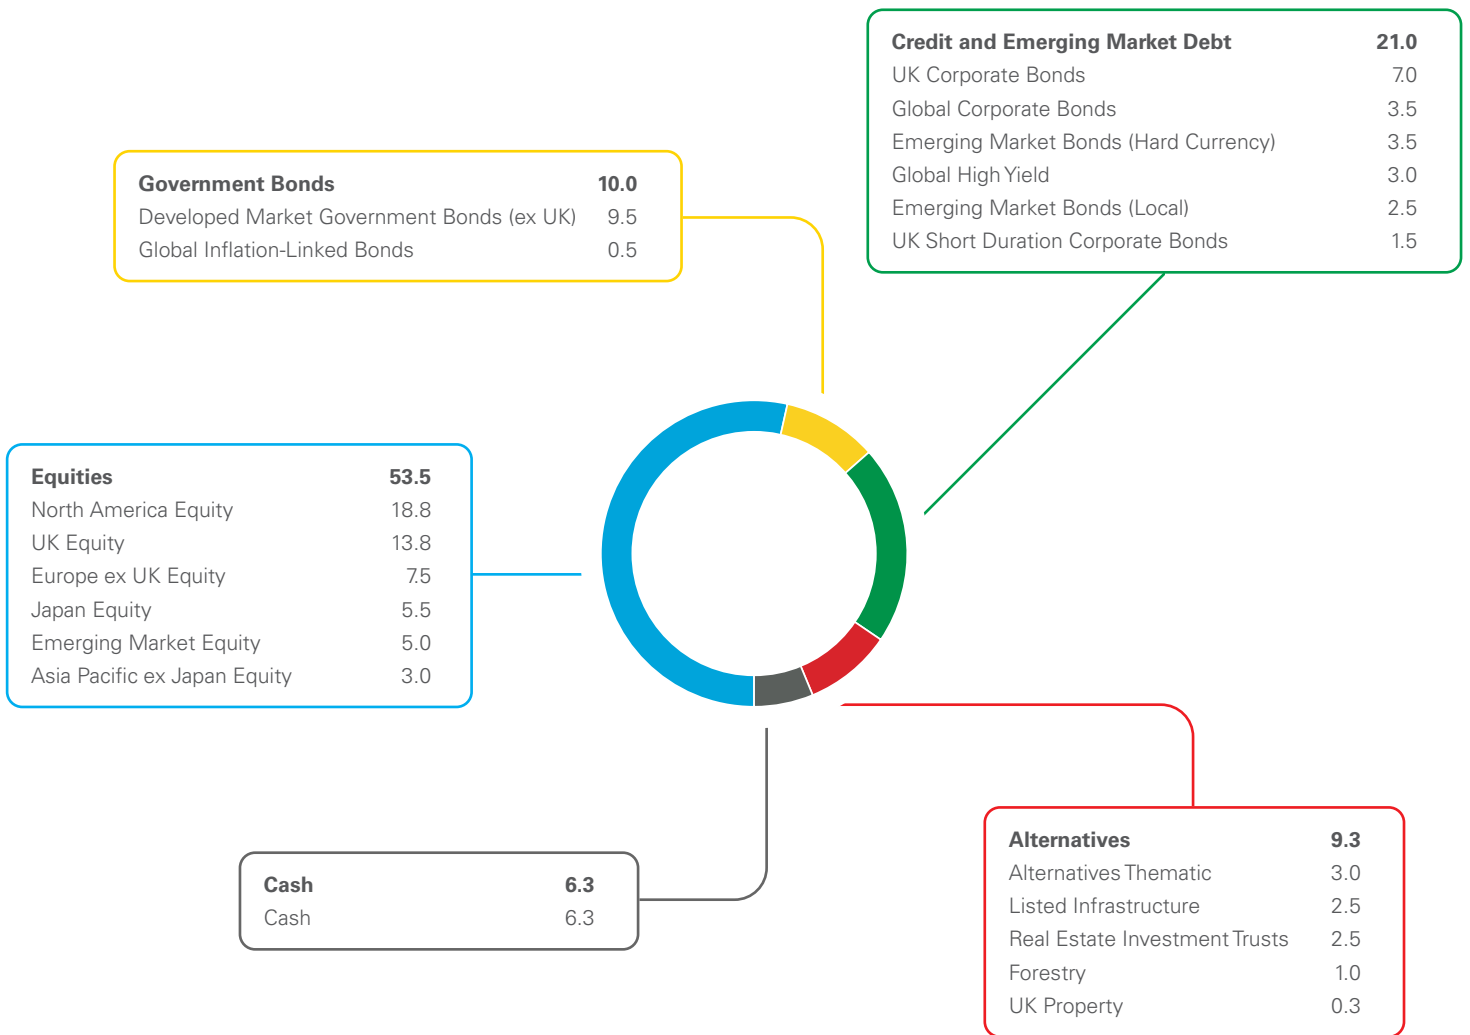 Credit and Emerging Market Debt 21.0
UK Corporate Bonds 7.0
Global Corporate Bonds 3.5
Emerging Market Bonds (Hard Currency) 3.5
Global High Yield 3.0
Emerging Market Bonds (Local) 2.5
UK Short Duration Corporate Bonds 1.5
Government Bonds 10.0
Developed Market Government Bonds (ex UK) 9.5
Global Inflation-Linked Bonds 0.5
Equities 53.5
North America Equity 18.8
UK Equity 13.8
Europe ex UK Equity 7.5
Japan Equity 5.5
Emerging Market Equity 5.0
Asia Pacific ex Japan Equity 3.0
Cash 6.3
Cash 6.3
Alternatives 9.3
Alternatives Thematic 3.0
Listed Infrastructure 2.5
Real Estate Investment Trusts 2.5
Forestry 1.0
UK Property 0.3